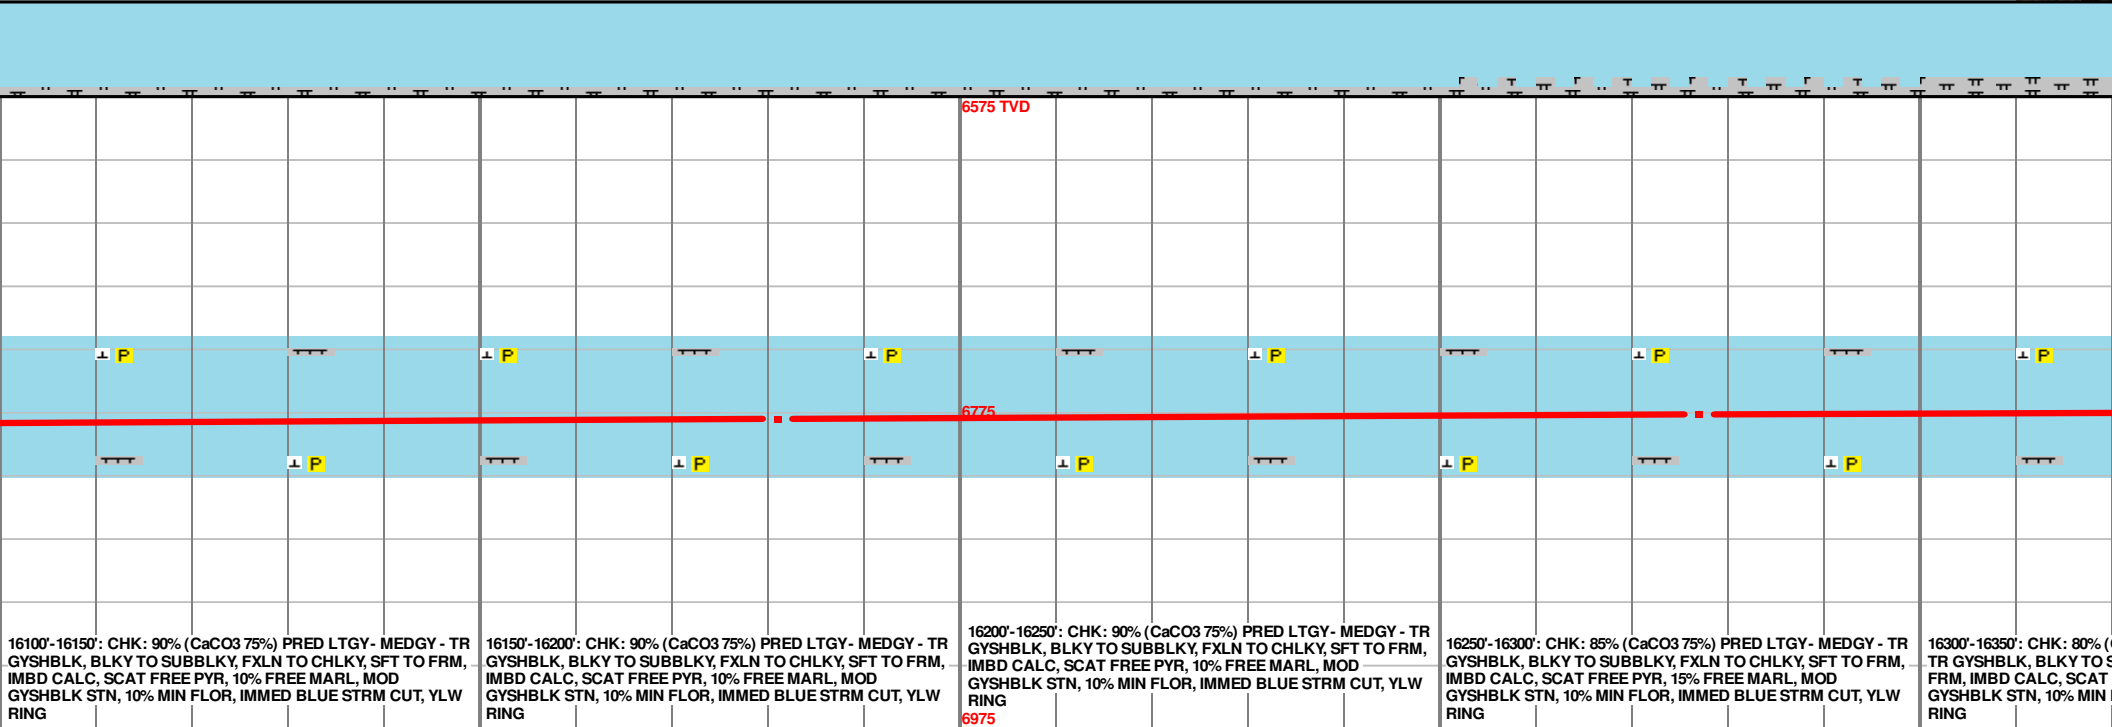 6575 TVD
P
P
P
P
P
P
6775
P
P
P
P
P
16100'-16150': CHK: 90% (CaCO3 75%) PRED LTGY- MEDGY - TR
GYSHBLK, BLKY TO SUBBLKY, FXLN TO CHLKY, SFT TO FRM,
IMBD CALC, SCAT FREE PYR, 10% FREE MARL, MOD
GYSHBLK STN, 10% MIN FLOR, IMMED BLUE STRM CUT, YLW
RING
16150'-16200': CHK: 90% (CaCO3 75%) PRED LTGY- MEDGY - TR
GYSHBLK, BLKY TO SUBBLKY, FXLN TO CHLKY, SFT TO FRM,
IMBD CALC, SCAT FREE PYR, 10% FREE MARL, MOD
GYSHBLK STN, 10% MIN FLOR, IMMED BLUE STRM CUT, YLW
RING
16200'-16250': CHK: 90% (CaCO3 75%) PRED LTGY- MEDGY - TR
GYSHBLK, BLKY TO SUBBLKY, FXLN TO CHLKY, SFT TO FRM,
IMBD CALC, SCAT FREE PYR, 10% FREE MARL, MOD
GYSHBLK STN, 10% MIN FLOR, IMMED BLUE STRM CUT, YLW
RING
6975
16250'-16300': CHK: 85% (CaCO3 75%) PRED LTGY- MEDGY - TR
GYSHBLK, BLKY TO SUBBLKY, FXLN TO CHLKY, SFT TO FRM,
IMBD CALC, SCAT FREE PYR, 15% FREE MARL, MOD
GYSHBLK STN, 10% MIN FLOR, IMMED BLUE STRM CUT, YLW
RING
16300'-16350': CHK: 80% (
TR GYSHBLK, BLKY TO S
FRM, IMBD CALC, SCAT
GYSHBLK STN, 10% MIN
RING